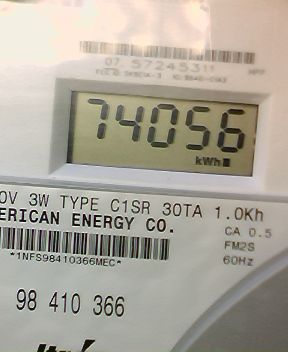 07 57245311
74056
kWh
0V 3W TYPE C1SR 30TA 1.0Kh
ERICAN ENERGY CO.
CA 0.5
FM2S
*1NFS98410366MEC*
60Hz
98 410 366